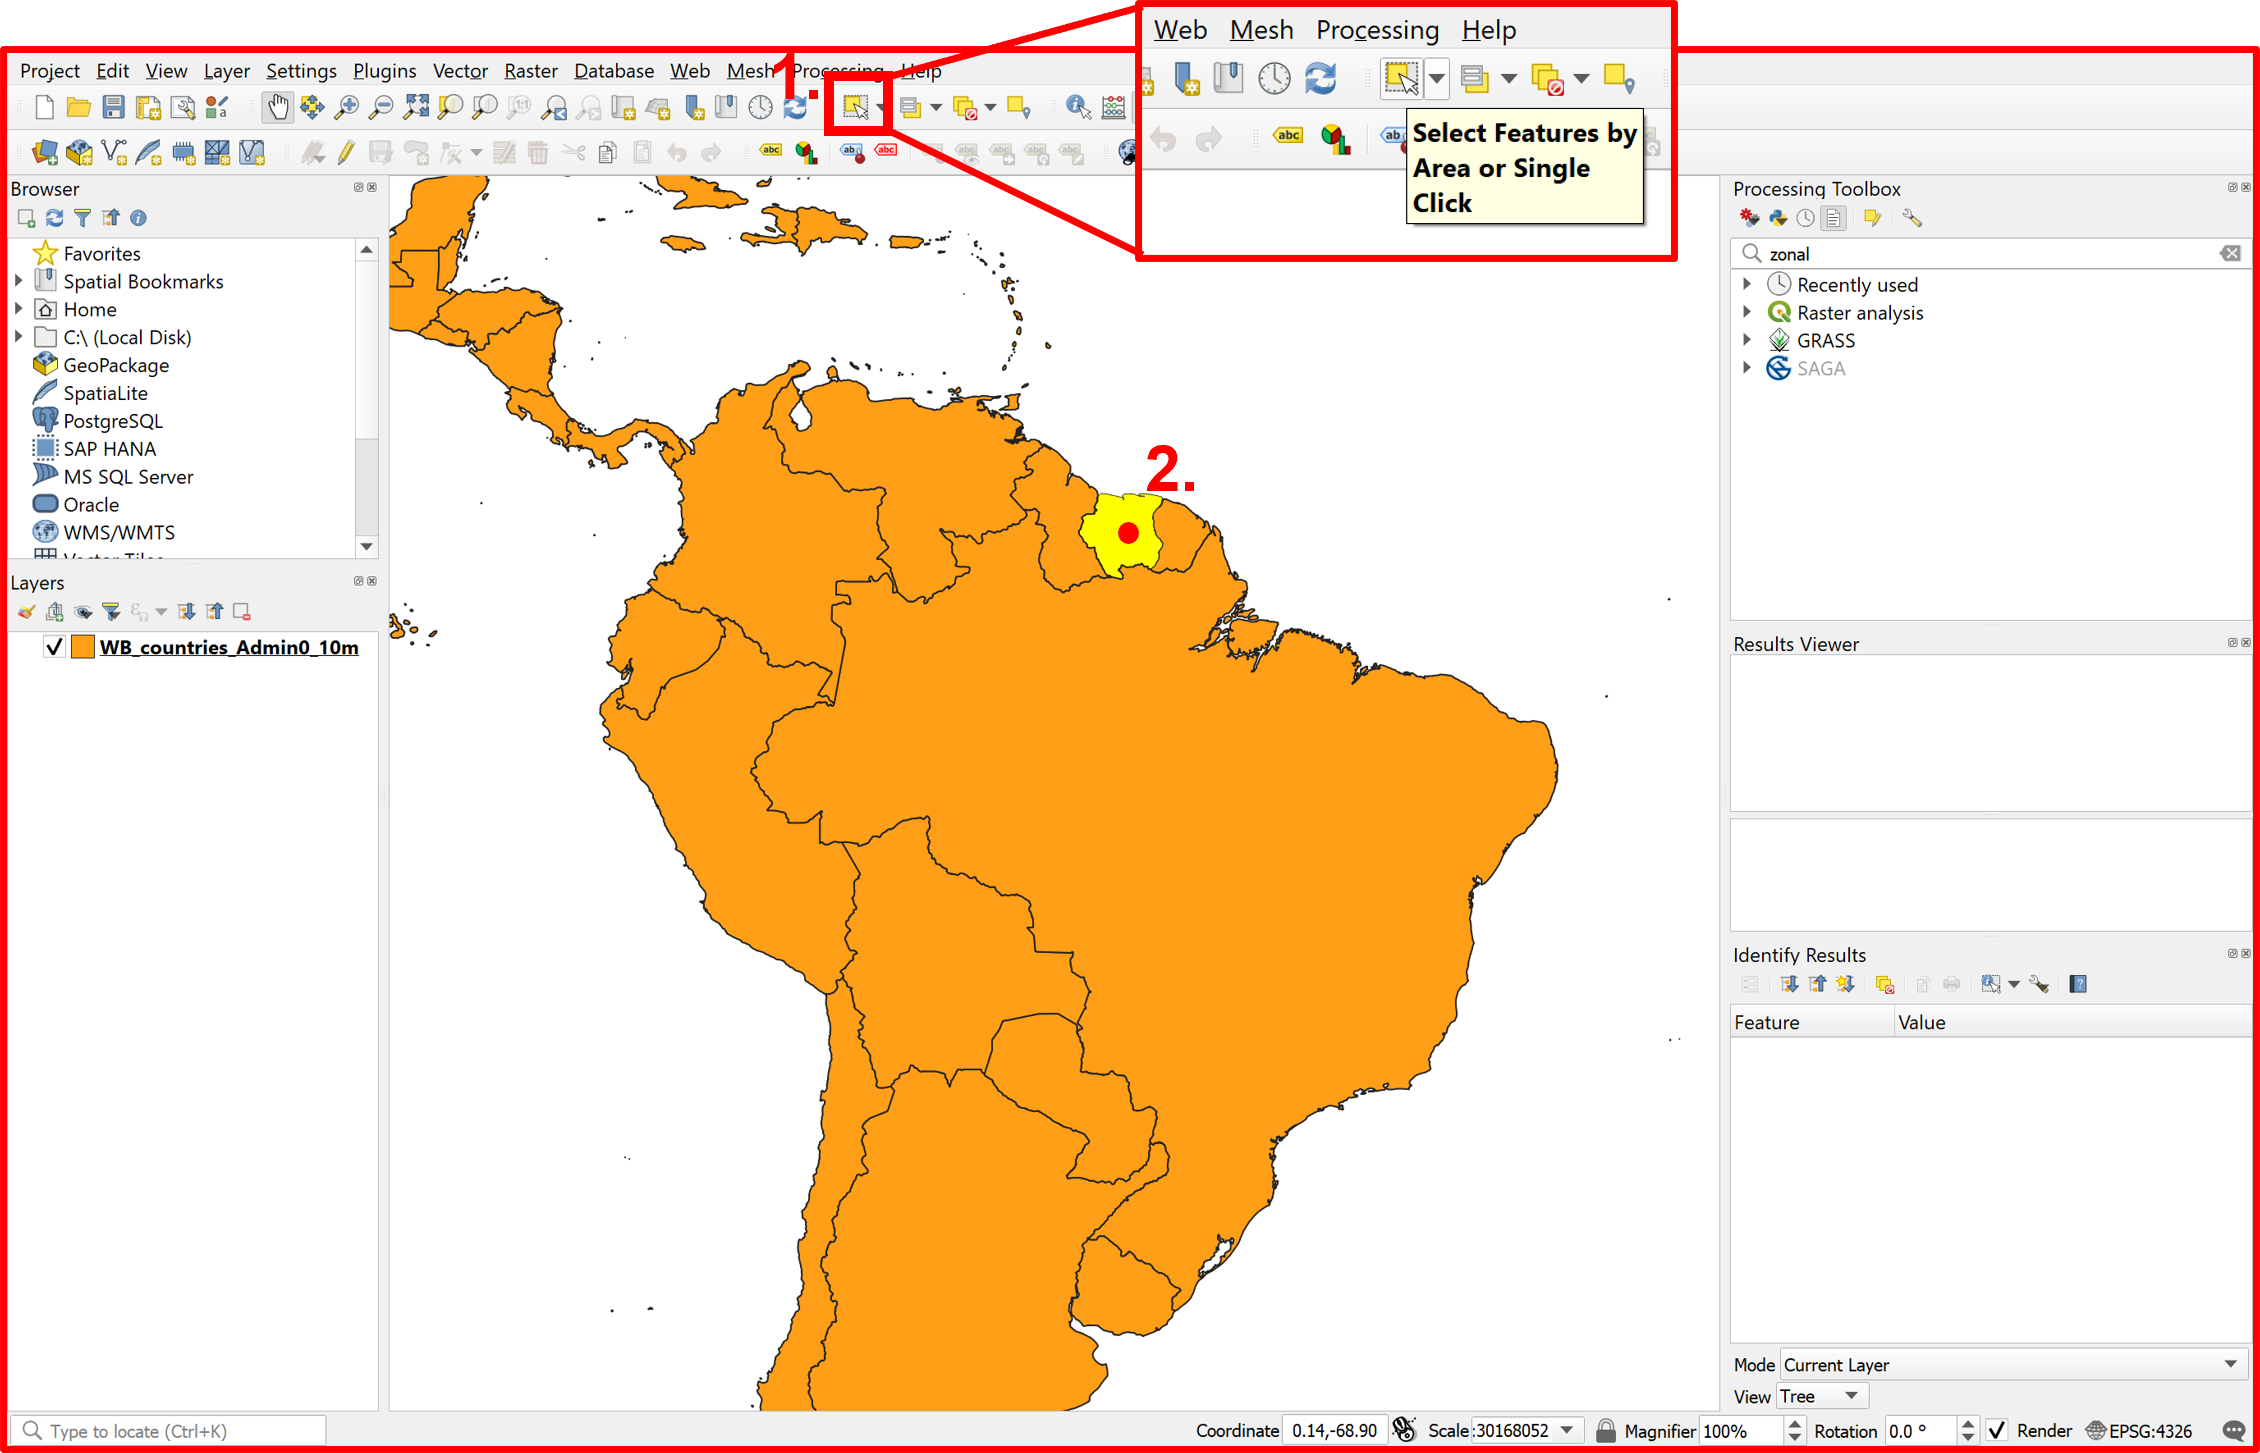 Web Mesh Processing Help
Project Edit View Layer Settings Plugins Vector Raster Database Web Mesh Processing Help
1.
abc
abc
Select Features by
Area or Single
Click
Browser
Favorites
Spatial Bookmarks
Home
C:\ (Local Disk)
GeoPackage
SpatiaLite
PostgreSQL
SAP HANA
MS SQL Server
Oracle
WMS/WMTS
Vector Tiles
Layers
WB_countries_Admin0_10m
2.
Processing Toolbox
zonal
Recently used
Raster analysis
GRASS
SAGA
Results Viewer
Identify Results
Feature Value
Mode Current Layer
View Tree
Type to locate (Ctrl+K)
Coordinate 0.14,-68.90 Scale :30168052 Magnifier 100% Rotation 0.0 ° Render EPSG:4326